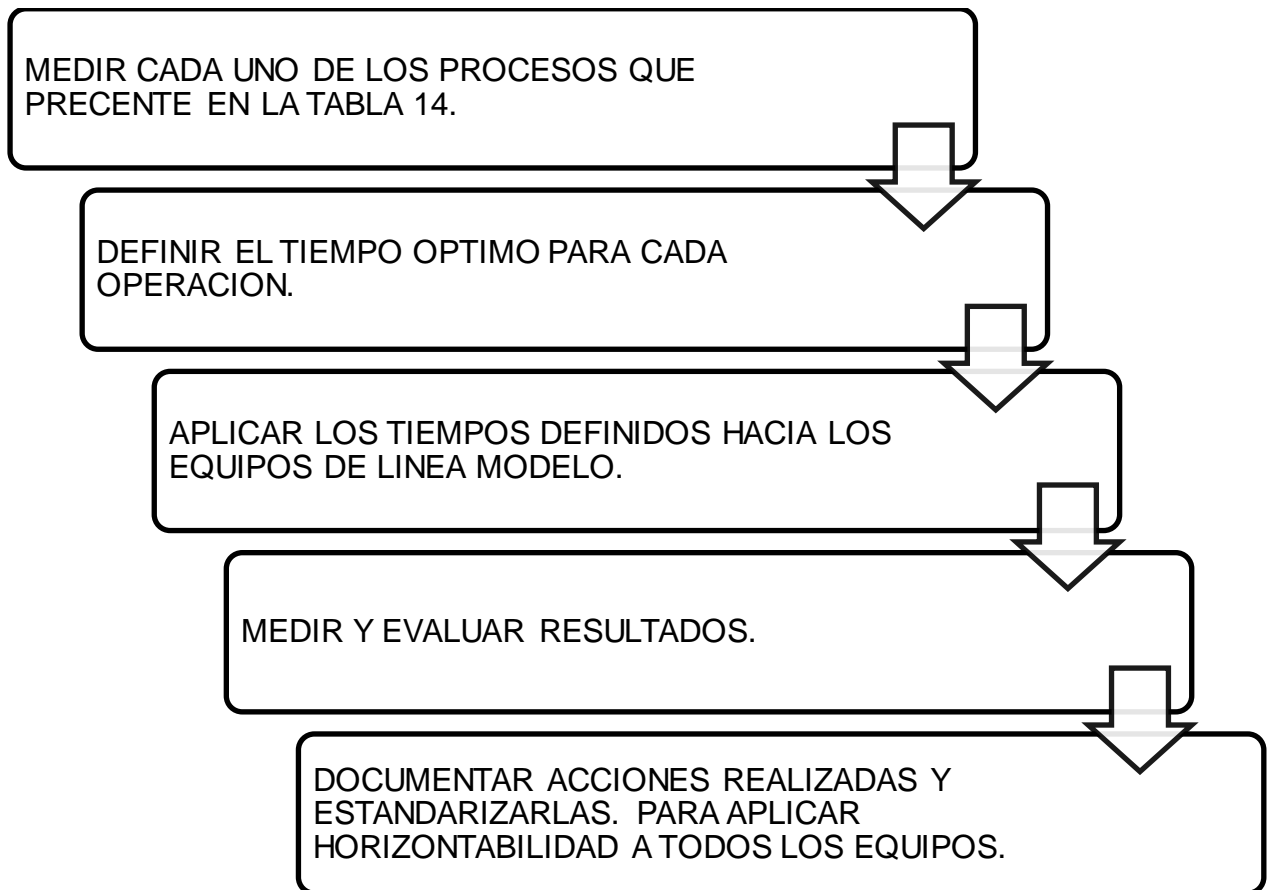 MEDIR CADA UNO DE LOS PROCESOS QUE
PRECENTE EN LA TABLA 14.
DEFINIR EL TIEMPO OPTIMO PARA CADA
OPERACION.
APLICAR LOS TIEMPOS DEFINIDOS HACIA LOS
EQUIPOS DE LINEA MODELO.
MEDIR Y EVALUAR RESULTADOS.
DOCUMENTAR ACCIONES REALIZADAS Y
ESTANDARIZARLAS. PARA APLICAR
HORIZONTABILIDAD A TODOS LOS EQUIPOS.